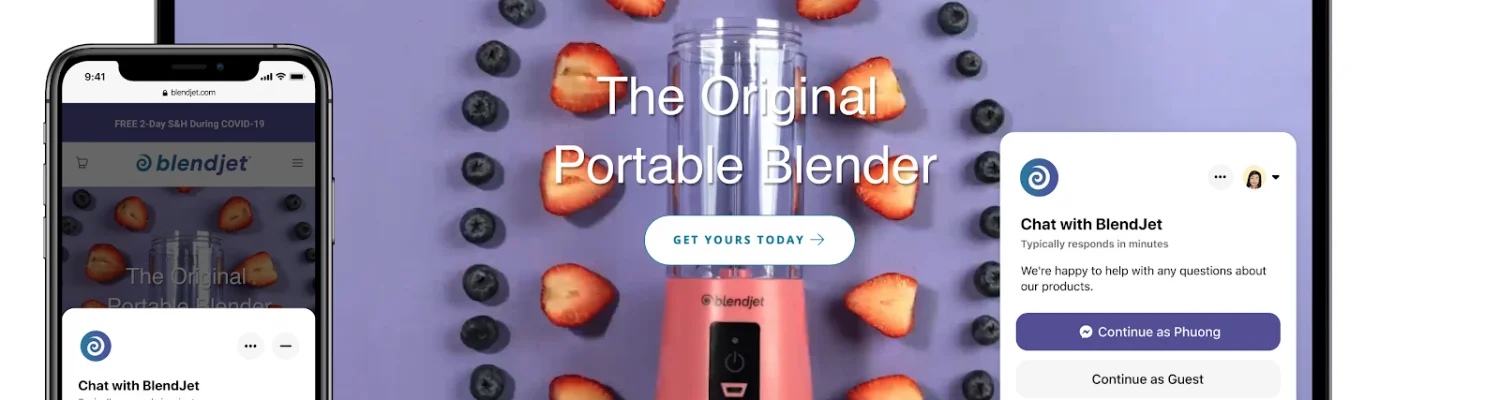 9:41
blendjet.com
FREE 2-Day S&H During COVID-19
blendjet
The Original
Portable Blender
Chat with BlendJet
The Original
Portable Blender
GET YOURS TODAY
blendjet
Chat with BlendJet
Typically responds in minutes
We're happy to help with any questions about
our products.
Continue as Phuong
Continue as Guest